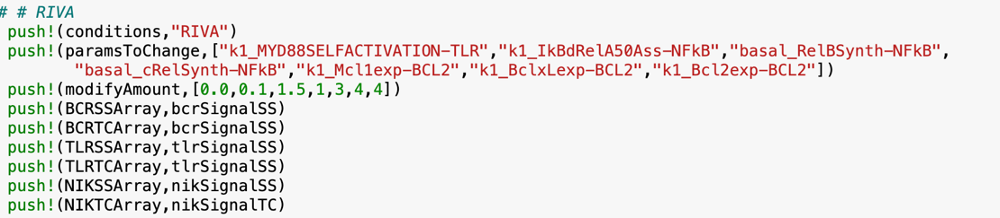 # # RIVA
push!(conditions,"RIVA")
push!(paramsToChange,["k1_MYD88SELFACTIVATION-TLR","k1_IkBdRelA50Ass-NFkB","basal_RelBSynth-NFkB",
"basal_cRelSynth-NFkB","k1_Mcl1exp-BCL2","k1_BclxLexp-BCL2","k1_Bcl2exp-BCL2"])
push!(modifyAmount,[0.0,0.1,1.5,1,3,4,4])
push!(BCRSSArray,bcrSignalSS)
push!(BCRTCArray,bcrSignalSS)
push!(TLRSSArray,tlrSignalSS)
push!(TLRTCArray,tlrSignalSS)
push!(NIKSSArray,nikSignalSS)
push!(NIKTCArray,nikSignalTC)